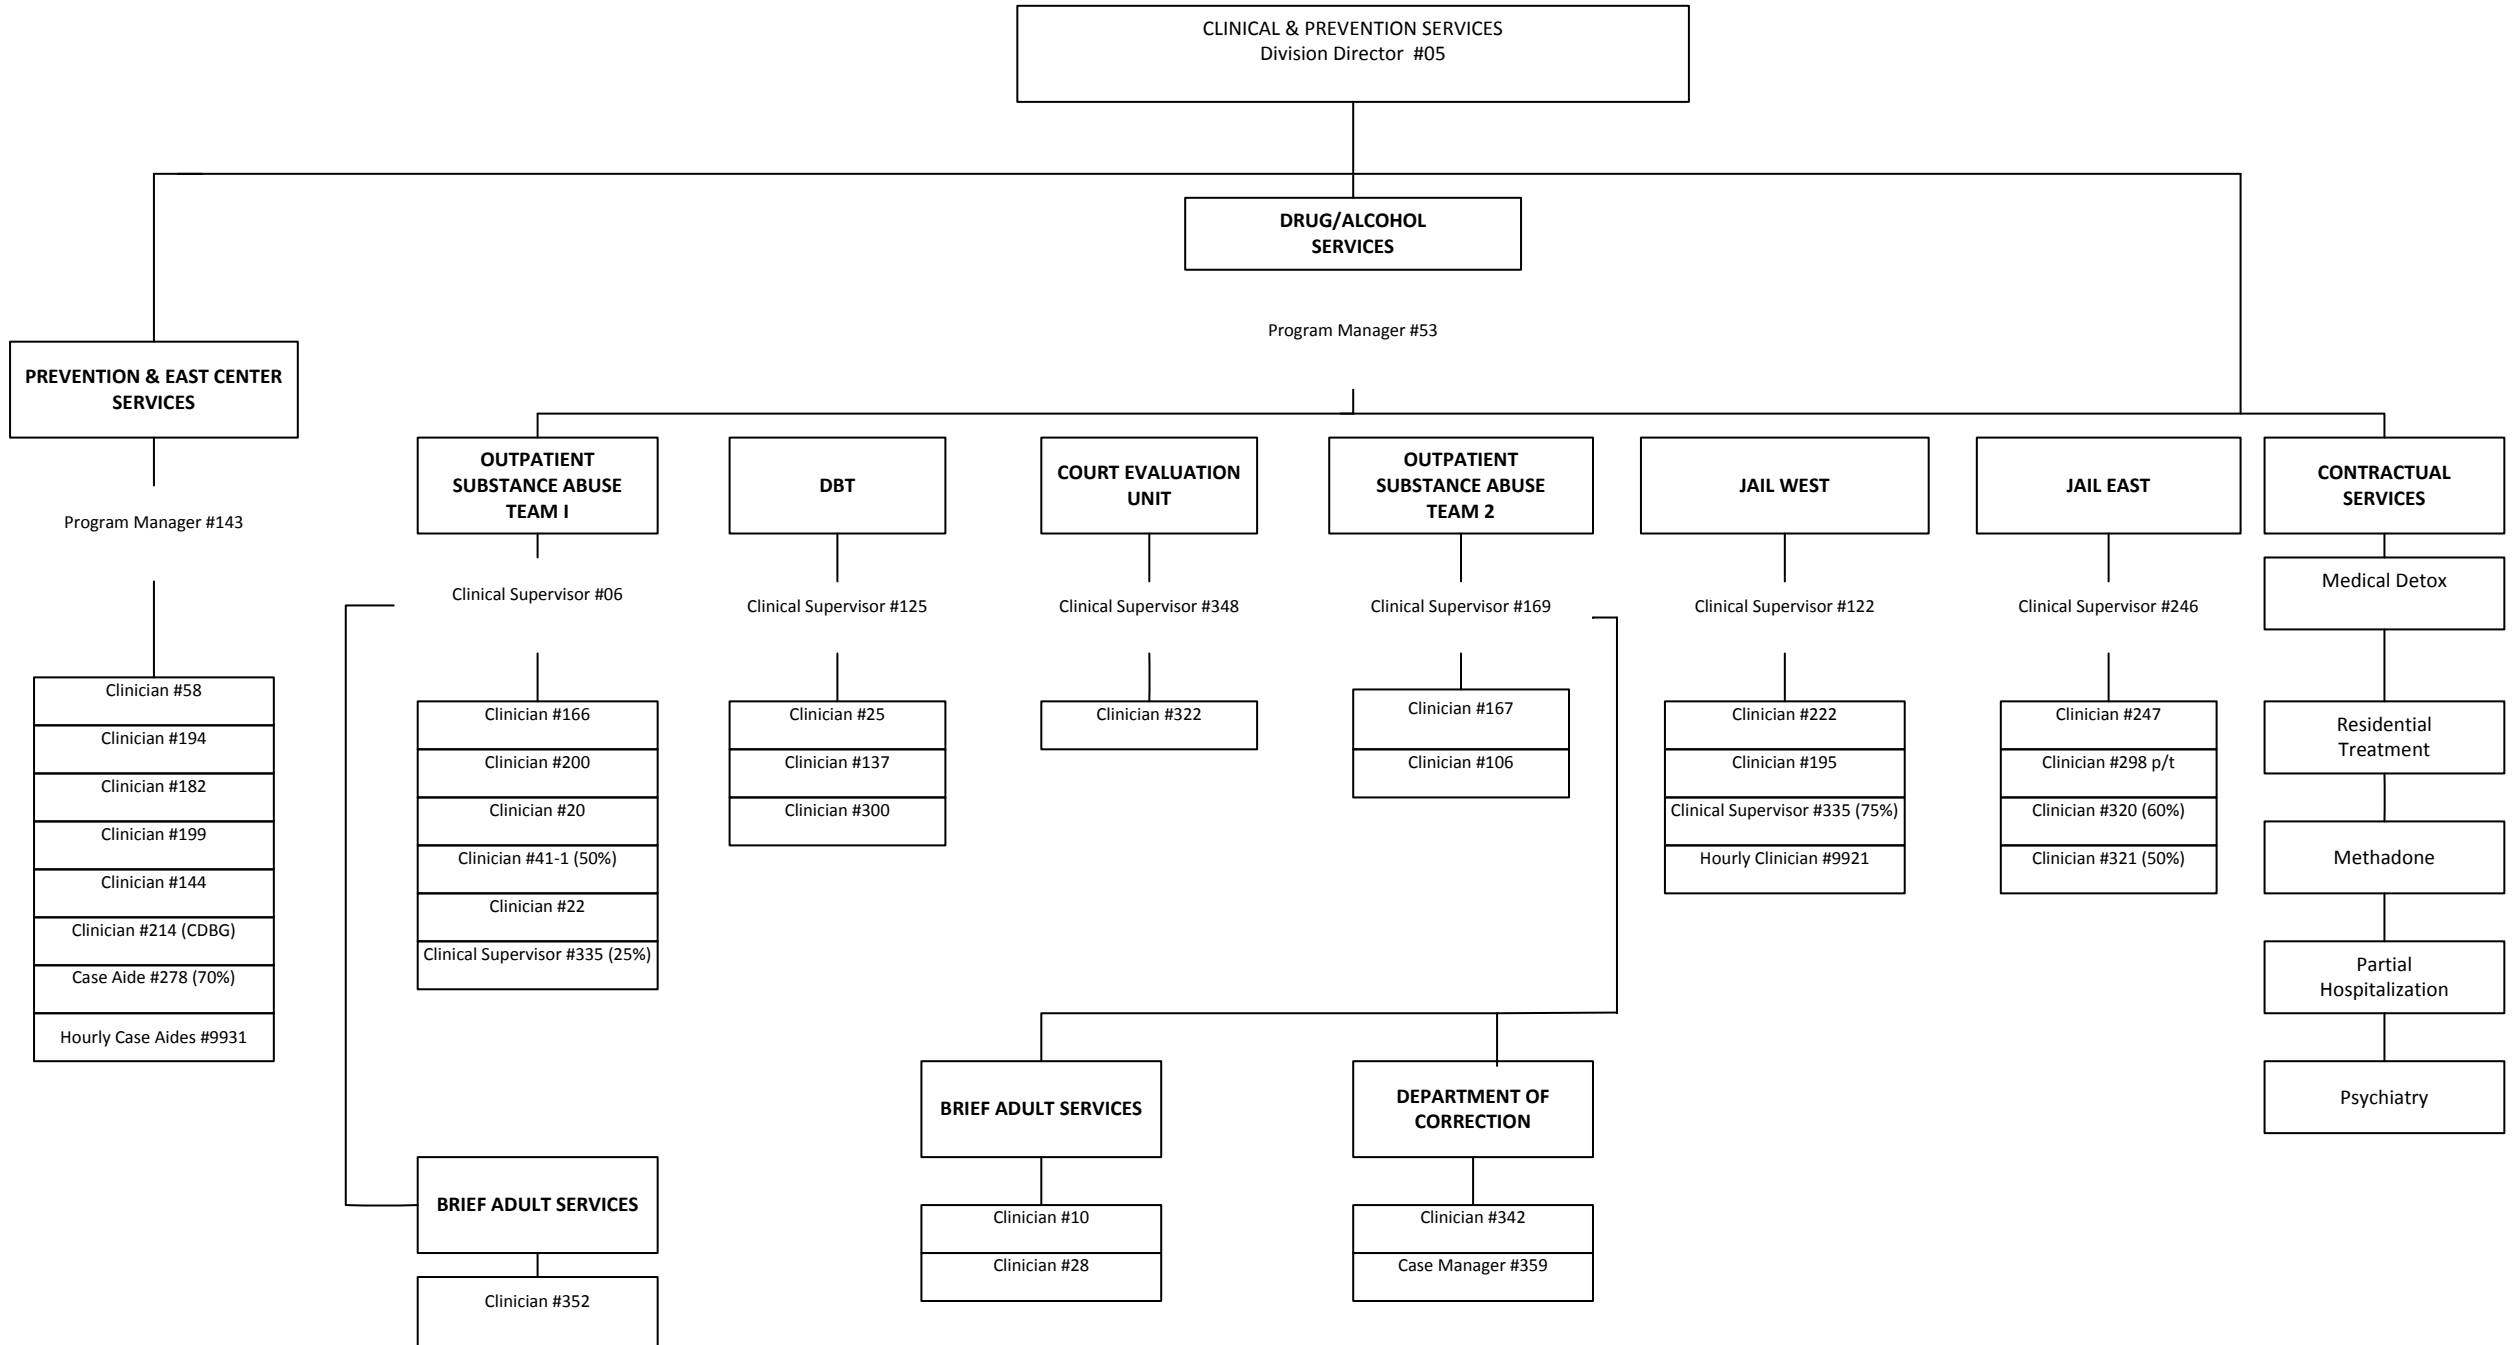 CLINICAL & PREVENTION SERVICES
Division Director #05
DRUG/ALCOHOL
SERVICES
Program Manager #53
PREVENTION & EAST CENTER
SERVICES
Program Manager #143
Clinician #58
Clinician #194
Clinician #182
Clinician #199
Clinician #144
Clinician #214 (CDBG)
Case Aide #278 (70%)
Hourly Case Aides #9931
OUTPATIENT
SUBSTANCE ABUSE
TEAM I
Clinical Supervisor #06
Clinician #166
Clinician #200
Clinician #20
Clinician #41-1 (50%)
Clinician #22
Clinical Supervisor #335 (25%)
BRIEF ADULT SERVICES
Clinician #352
DBT
Clinical Supervisor #125
Clinician #25
Clinician #137
Clinician #300
COURT EVALUATION
UNIT
Clinical Supervisor #348
Clinician #322
OUTPATIENT
SUBSTANCE ABUSE
TEAM 2
Clinical Supervisor #169
Clinician #167
Clinician #106
BRIEF ADULT SERVICES
Clinician #10
Clinician #28
DEPARTMENT OF
CORRECTION
Clinician #342
Case Manager #359
JAIL WEST
Clinical Supervisor #122
Clinician #222
Clinician #195
Clinical Supervisor #335 (75%)
Hourly Clinician #9921
JAIL EAST
Clinical Supervisor #246
Clinician #247
Clinician #298 p/t
Clinician #320 (60%)
Clinician #321 (50%)
CONTRACTUAL
SERVICES
Medical Detox
Residential
Treatment
Methadone
Partial
Hospitalization
Psychiatry